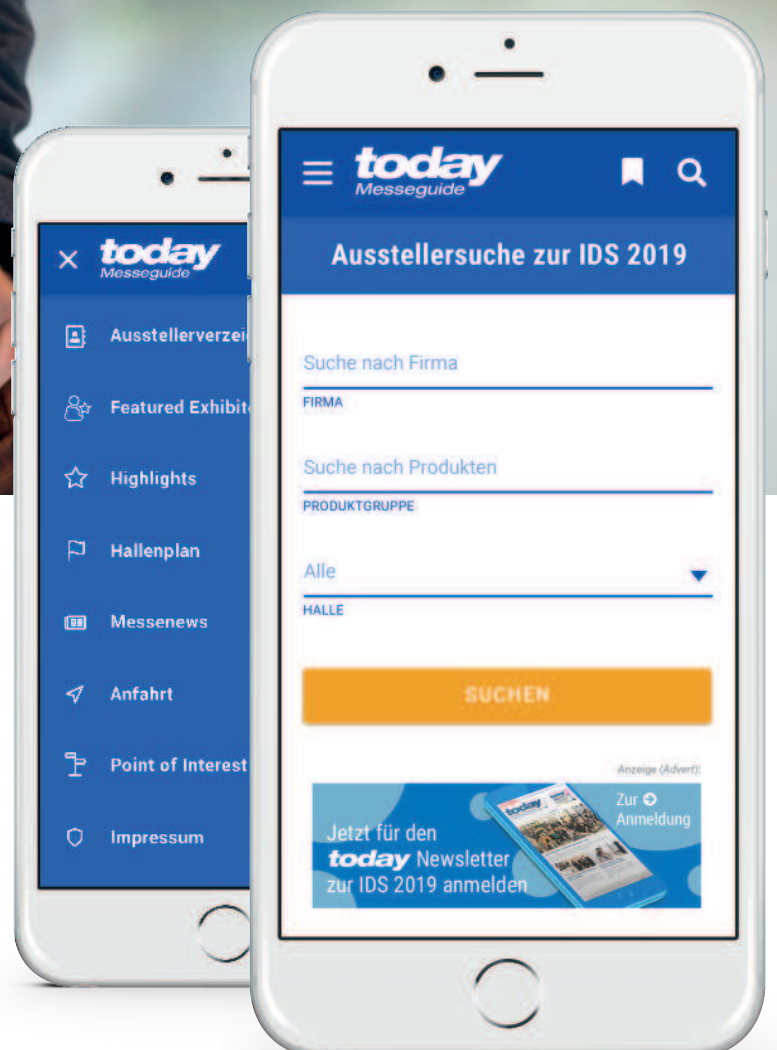 today
Messeguide
Ausstellerverzei
Featured Exhibit
Highlights
Hallenplan
Messenews
Anfahrt
Point of Interest
Impressum
today
Messeguide
Ausstellersuche zur IDS 2019
Suche nach Firma
FIRMA
Suche nach Produkten
PRODUKTGRUPPE
Alle
HALLE
SUCHEN
Anzeige (Advert):
Jetzt für den
today Newsletter
zur IDS 2019 anmelden
today
Zur
Anmeldung